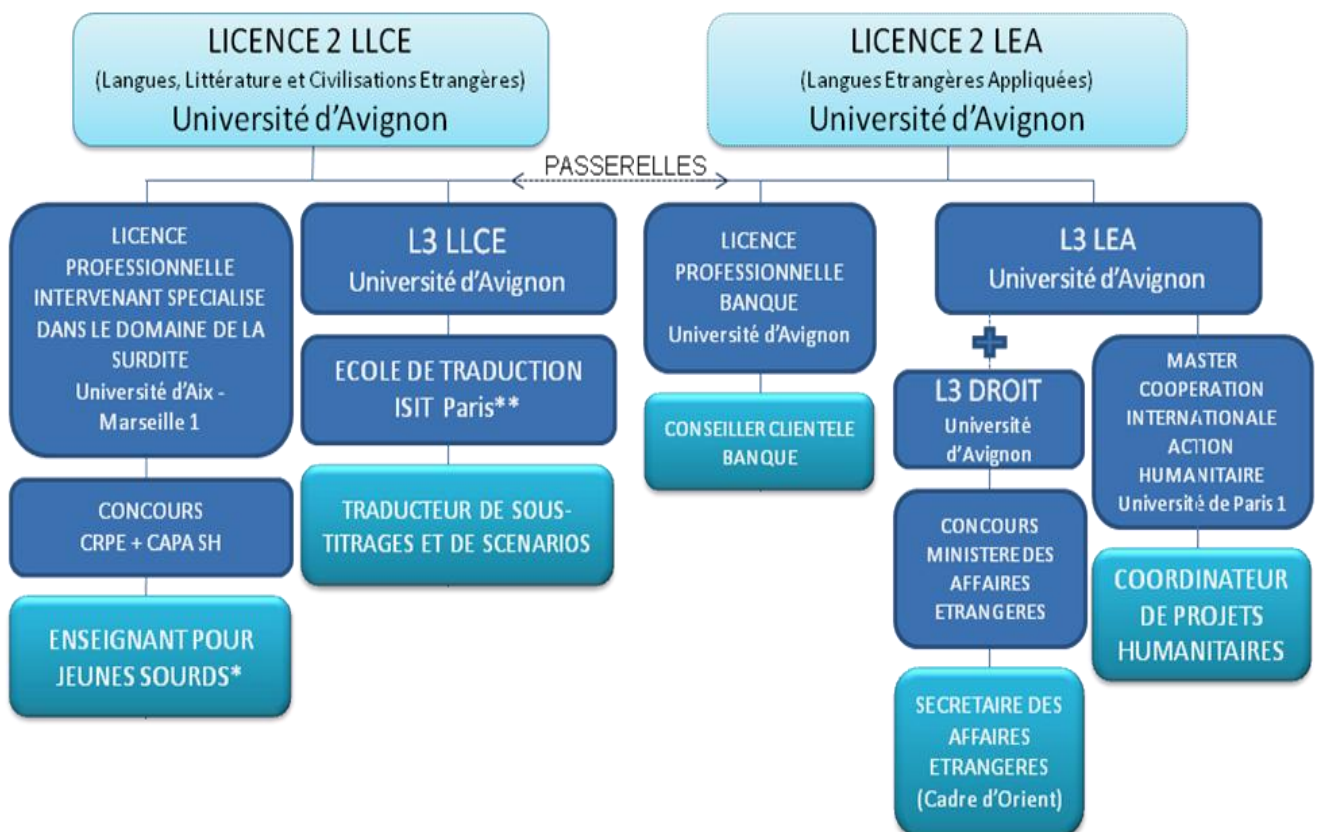 LICENCE 2 LLCE
(Langues, Littérature et Civilisations Etrangères)
Université d'Avignon
LICENCE 2 LEA
(Langues Etrangères Appliquées)
Université d'Avignon
PASSERELLES
LICENCE
PROFESSIONNELLE
INTERVENANT SPECIALISE
DANS LE DOMAINE DE LA
SURDITE
Université d'Aix -
Marseille 1
CONCOURS
CRPE + CAPA SH
ENSEIGNANT POUR
JEUNES SOURDS*
L3 LLCE
Université d'Avignon
ECOLE DE TRADUCTION
ISIT Paris**
TRADUCTEUR DE SOUS-
TITRAGES ET DE SCENARIOS
LICENCE
PROFESSIONNELLE
BANQUE
Université d'Avignon
CONSEILLER CLIENTELE
BANQUE
L3 LEA
Université d'Avignon
L3 DROIT
Université
d'Avignon
CONCOURS
MINISTERE DES
AFFAIRES
ETRANGERES
SECRETAIRE DES
AFFAIRES
ETRANGERES
(Cadre d'Orient)
MASTER
COOPERATION
INTERNATIONALE
ACTION
HUMANITAIRE
Université de Paris 1
COORDINATEUR
DE PROJETS
HUMANITAIRES